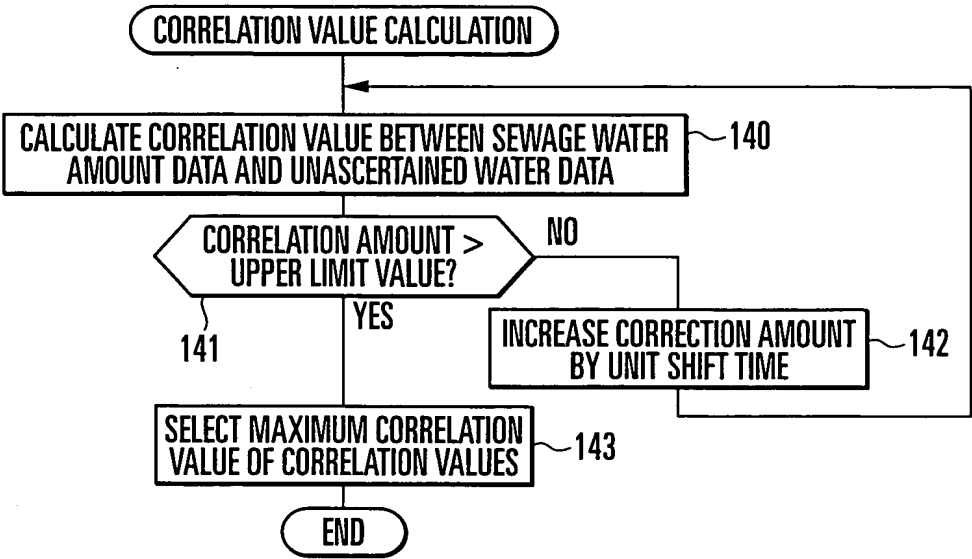 CORRELATION VALUE CALCULATION
CALCULATE CORRELATION VALUE BETWEEN SEWAGE WATER
AMOUNT DATA AND UNASCERTAINED WATER DATA
140
CORRELATION AMOUNT >
UPPER LIMIT VALUE?
NO
YES
141
INCREASE CORRECTION AMOUNT
BY UNIT SHIFT TIME
142
SELECT MAXIMUM CORRELATION
VALUE OF CORRELATION VALUES
143
END